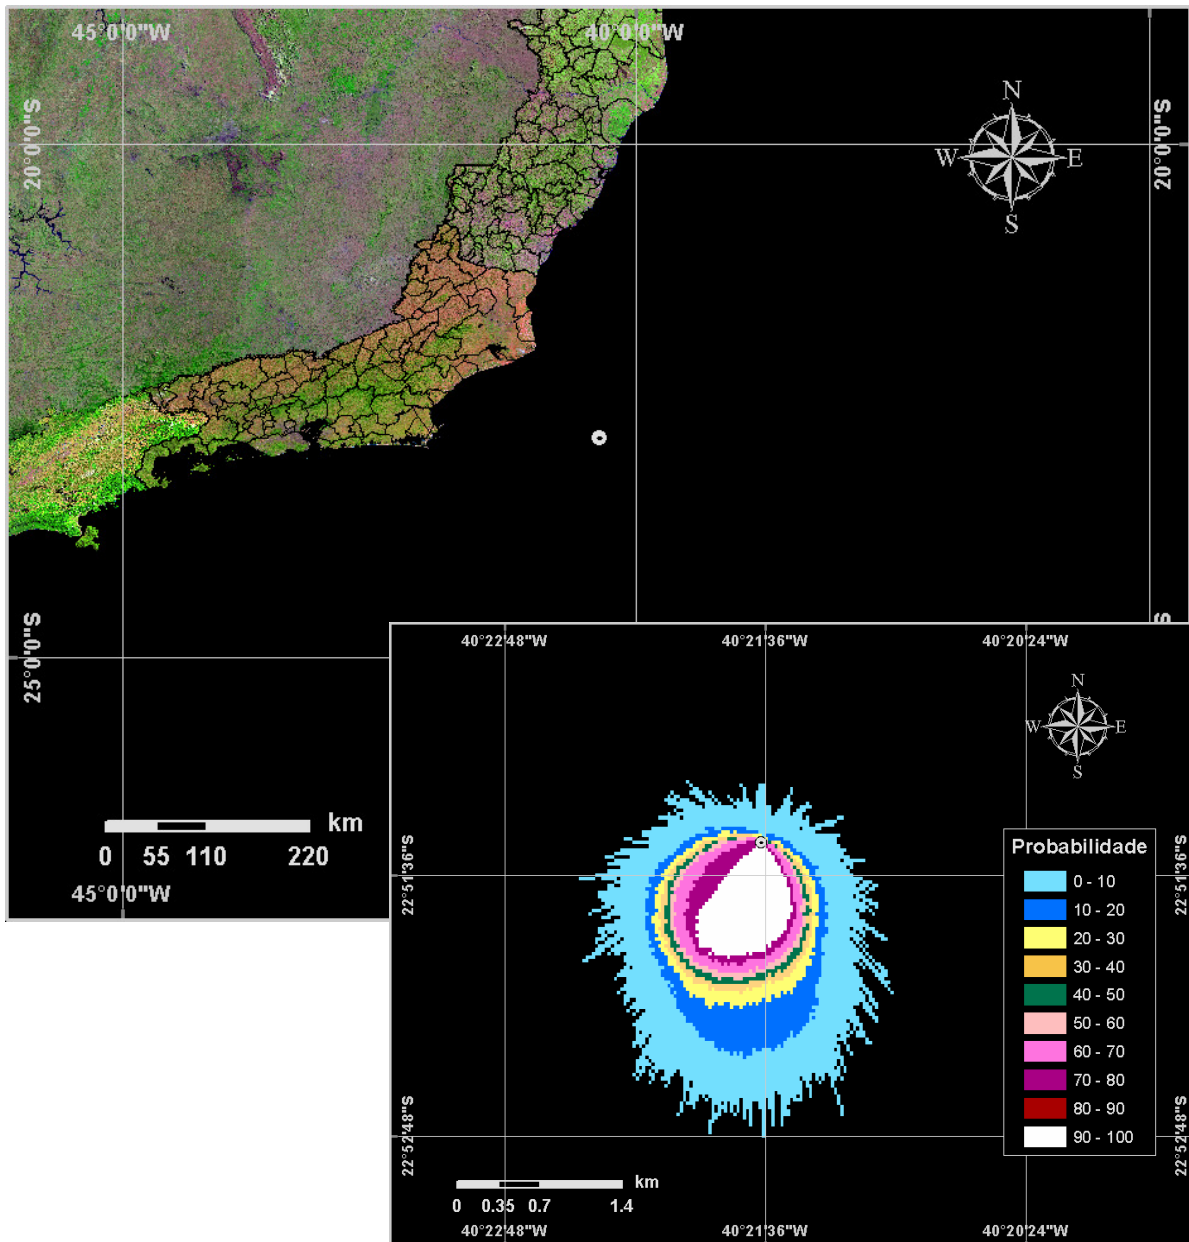 45°0'0"W
40°0'0"W
N
W
E
S
20°0'0"S
20°0'0"S
25°0'0"S
S
km
0 55 110 220
45°0'0"W
40°22'48"W
40°21'36"W
40°20'24"W
N
W
E
S
22°51'36"S
22°51'36"S
Probabilidade
0 - 10
10 - 20
20 - 30
30 - 40
40 - 50
50 - 60
60 - 70
70 - 80
80 - 90
90 - 100
22°52'48"S
22°52'48"S
km
0 0.35 0.7 1.4
40°22'48"W
40°21'36"W
40°20'24"W